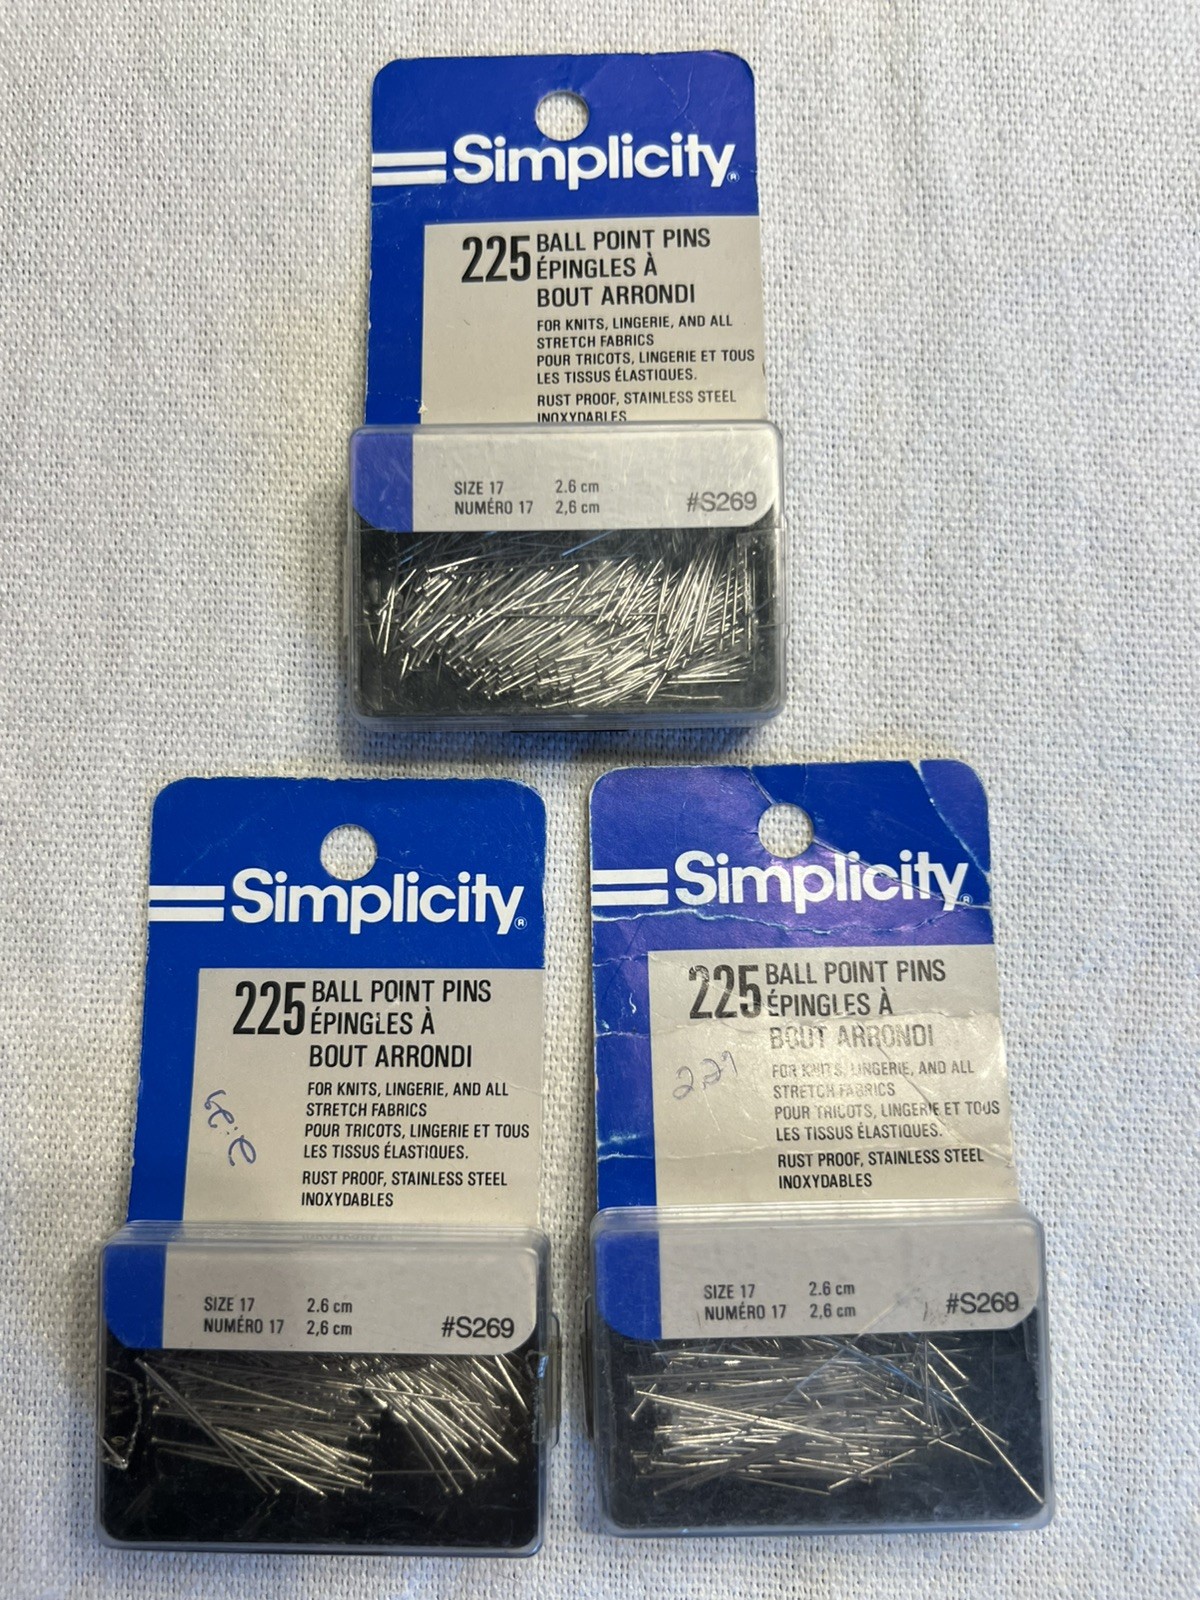 Simplicity®
225 BALL POINT PINS
ÉPINGLES À
BOUT ARRONDI
FOR KNITS, LINGERIE, AND ALL
STRETCH FABRICS
POUR TRICOTS, LINGERIE ET TOUS
LES TISSUS ÉLASTIQUES.
RUST PROOF, STAINLESS STEEL
INOXYDABLES
SIZE 17 2.6 cm
NUMÉRO 17 2,6 cm
#S269
Simplicity®
225 BALL POINT PINS
ÉPINGLES À
BOUT ARRONDI
FOR KNITS, LINGERIE, AND ALL
STRETCH FABRICS
POUR TRICOTS, LINGERIE ET TOUS
LES TISSUS ÉLASTIQUES.
RUST PROOF, STAINLESS STEEL
INOXYDABLES
2.29
SIZE 17 2.6 cm
NUMÉRO 17 2,6 cm
#S269
Simplicity®
225 BALL POINT PINS
ÉPINGLES À
BOUT ARRONDI
FOR KNITS, LINGERIE, AND ALL
STRETCH FABRICS
POUR TRICOTS, LINGERIE ET TOUS
LES TISSUS ÉLASTIQUES.
RUST PROOF, STAINLESS STEEL
INOXYDABLES
229
SIZE 17 2.6 cm
NUMÉRO 17 2,6 cm
#S269